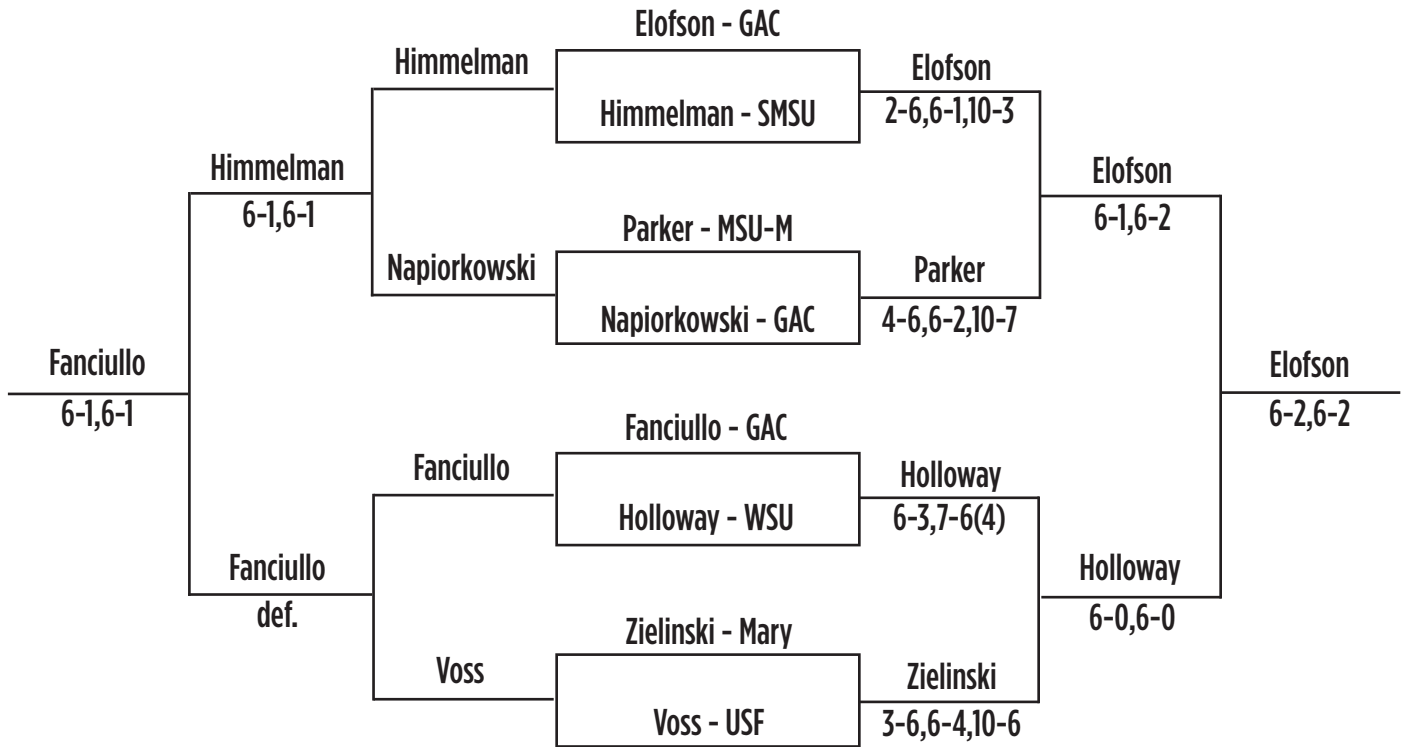 Elofson - GAC
Himmelman
Elofson
Himmelman - SMSU
2-6,6-1,10-3
Himmelman
6-1,6-1
Elofson
6-1,6-2
Parker - MSU-M
Napiorkowski
Parker
Napiorkowski - GAC
4-6,6-2,10-7
Fanciullo
6-1,6-1
Elofson
6-2,6-2
Fanciullo - GAC
Fanciullo
Holloway
Holloway - WSU
6-3,7-6(4)
Fanciullo
def.
Holloway
6-0,6-0
Zielinski - Mary
Voss
Zielinski
Voss - USF
3-6,6-4,10-6